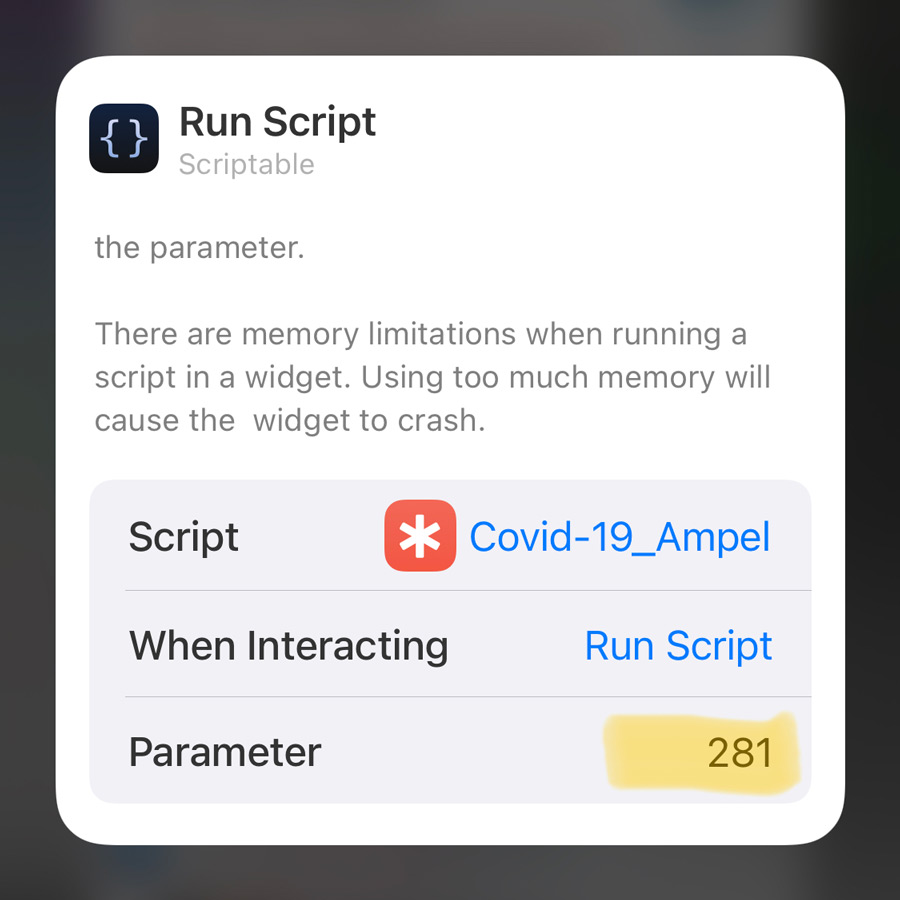 { }
Run Script
Scriptable
the parameter.
There are memory limitations when running a
script in a widget. Using too much memory will
cause the  widget to crash.
Script Covid-19_Ampel
When Interacting Run Script
Parameter 281